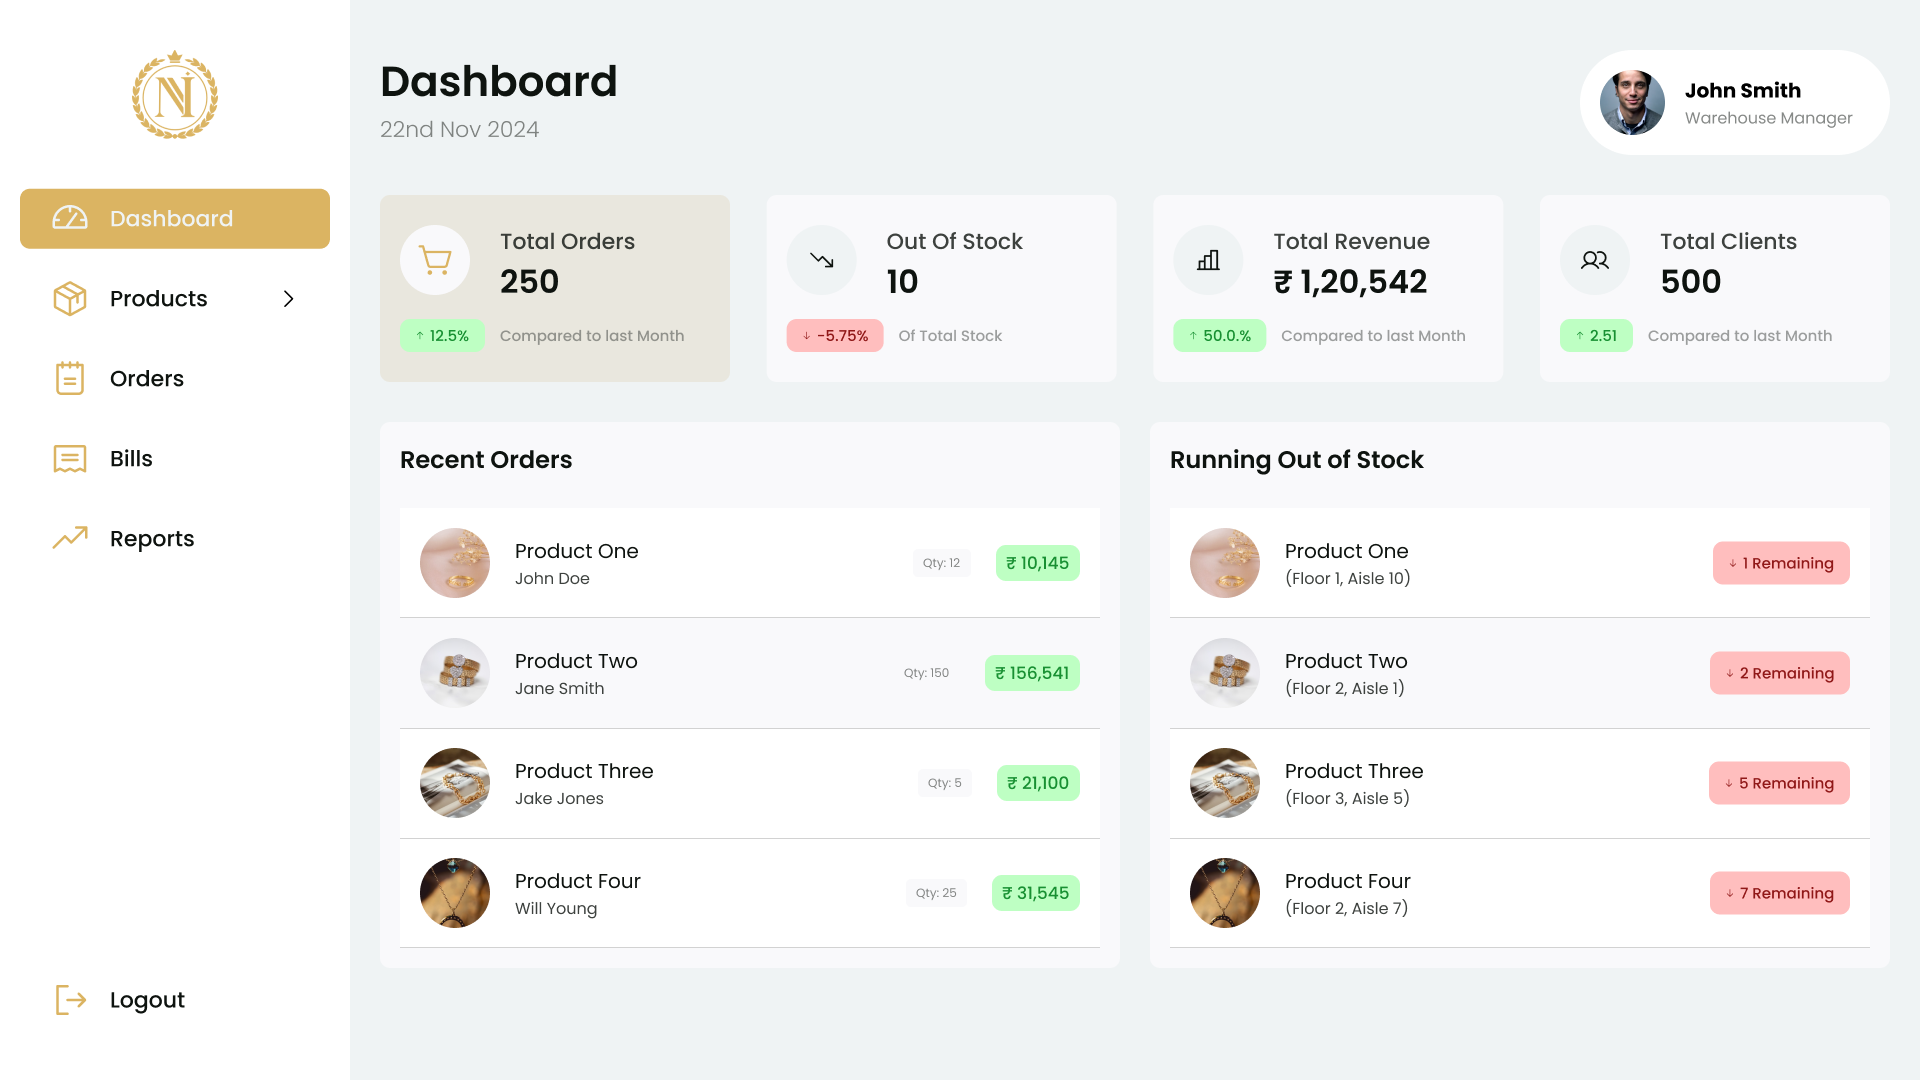 N
Dashboard
Products
Orders
Bills
Reports
Logout
Dashboard
22nd Nov 2024
John Smith
Warehouse Manager
Total Orders
250
↑ 12.5% Compared to last Month
Out Of Stock
10
↓ -5.75% Of Total Stock
Total Revenue
₹ 1,20,542
↑ 50.0.% Compared to last Month
Total Clients
500
↑ 2.51 Compared to last Month
Recent Orders
Product One
John Doe
Qty: 12 ₹ 10,145
Product Two
Jane Smith
Qty: 150 ₹ 156,541
Product Three
Jake Jones
Qty: 5 ₹ 21,100
Product Four
Will Young
Qty: 25 ₹ 31,545
Running Out of Stock
Product One
(Floor 1, Aisle 10)
↓ 1 Remaining
Product Two
(Floor 2, Aisle 1)
↓ 2 Remaining
Product Three
(Floor 3, Aisle 5)
↓ 5 Remaining
Product Four
(Floor 2, Aisle 7)
↓ 7 Remaining